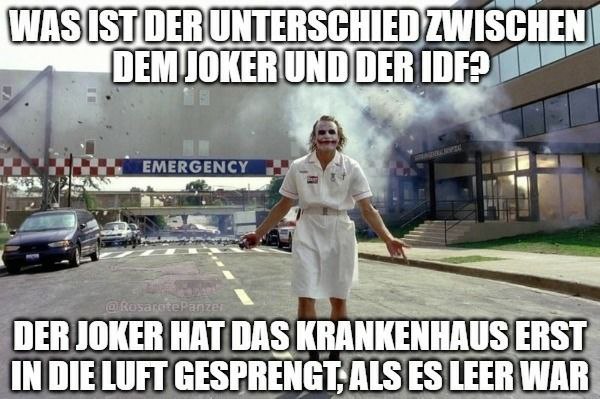 WAS IST DER UNTERSCHIED ZWISCHEN
DEM JOKER UND DER IDF?
EMERGENCY
@RosarotePanzer
DER JOKER HAT DAS KRANKENHAUS ERST
IN DIE LUFT GESPRENGT, ALS ES LEER WAR